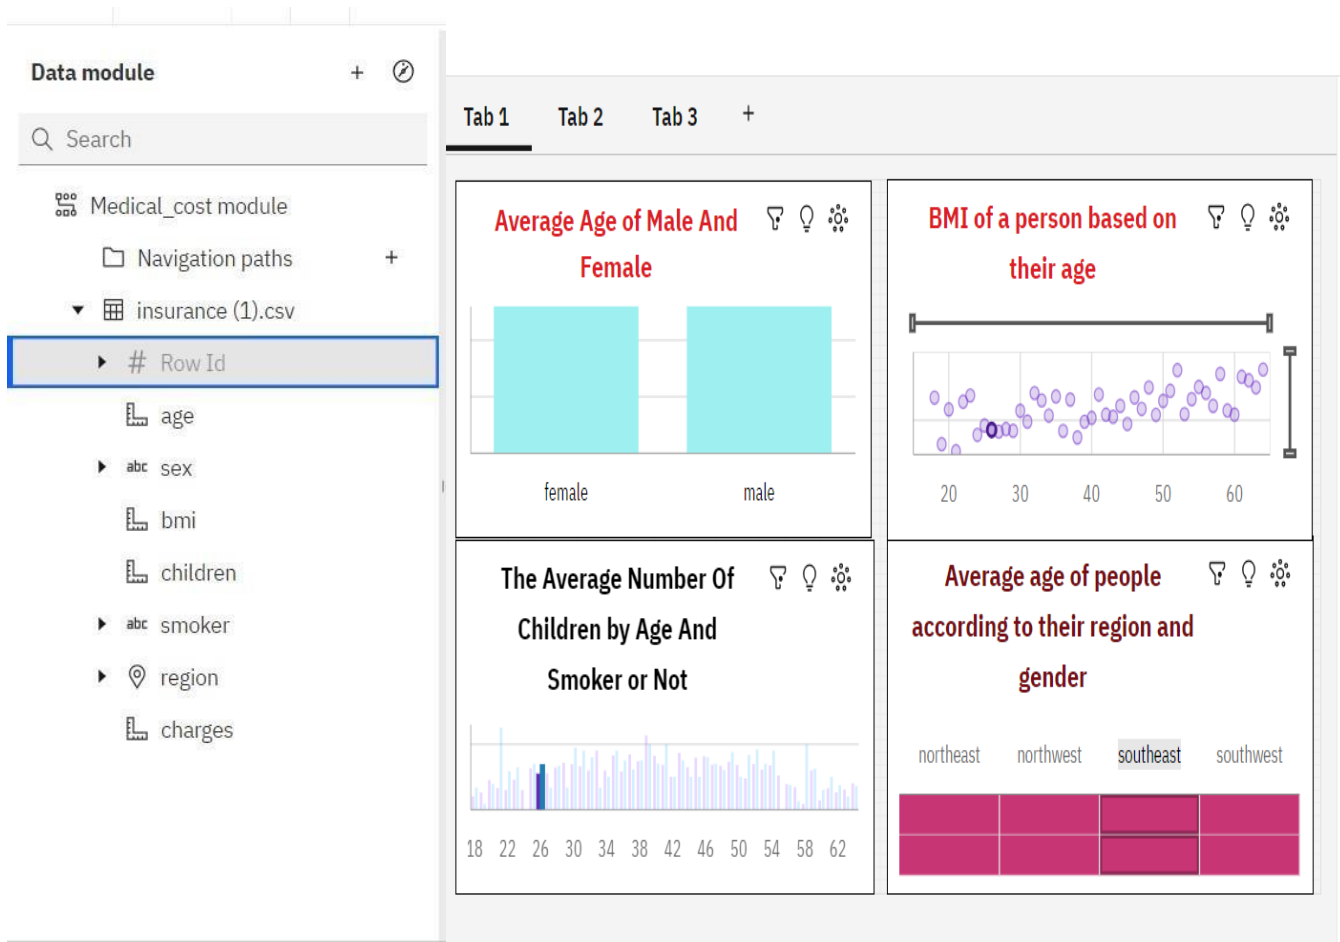 Data module
Search
Medical_cost module
Navigation paths
insurance (1).csv
# Row Id
age
abc sex
bmi
children
abc smoker
region
charges
Tab 1 Tab 2 Tab 3 +
Average Age of Male And
Female
female male
BMI of a person based on
their age
20 30 40 50 60
The Average Number Of
Children by Age And
Smoker or Not
18 22 26 30 34 38 42 46 50 54 58 62
Average age of people
according to their region and
gender
northeast northwest southeast southwest